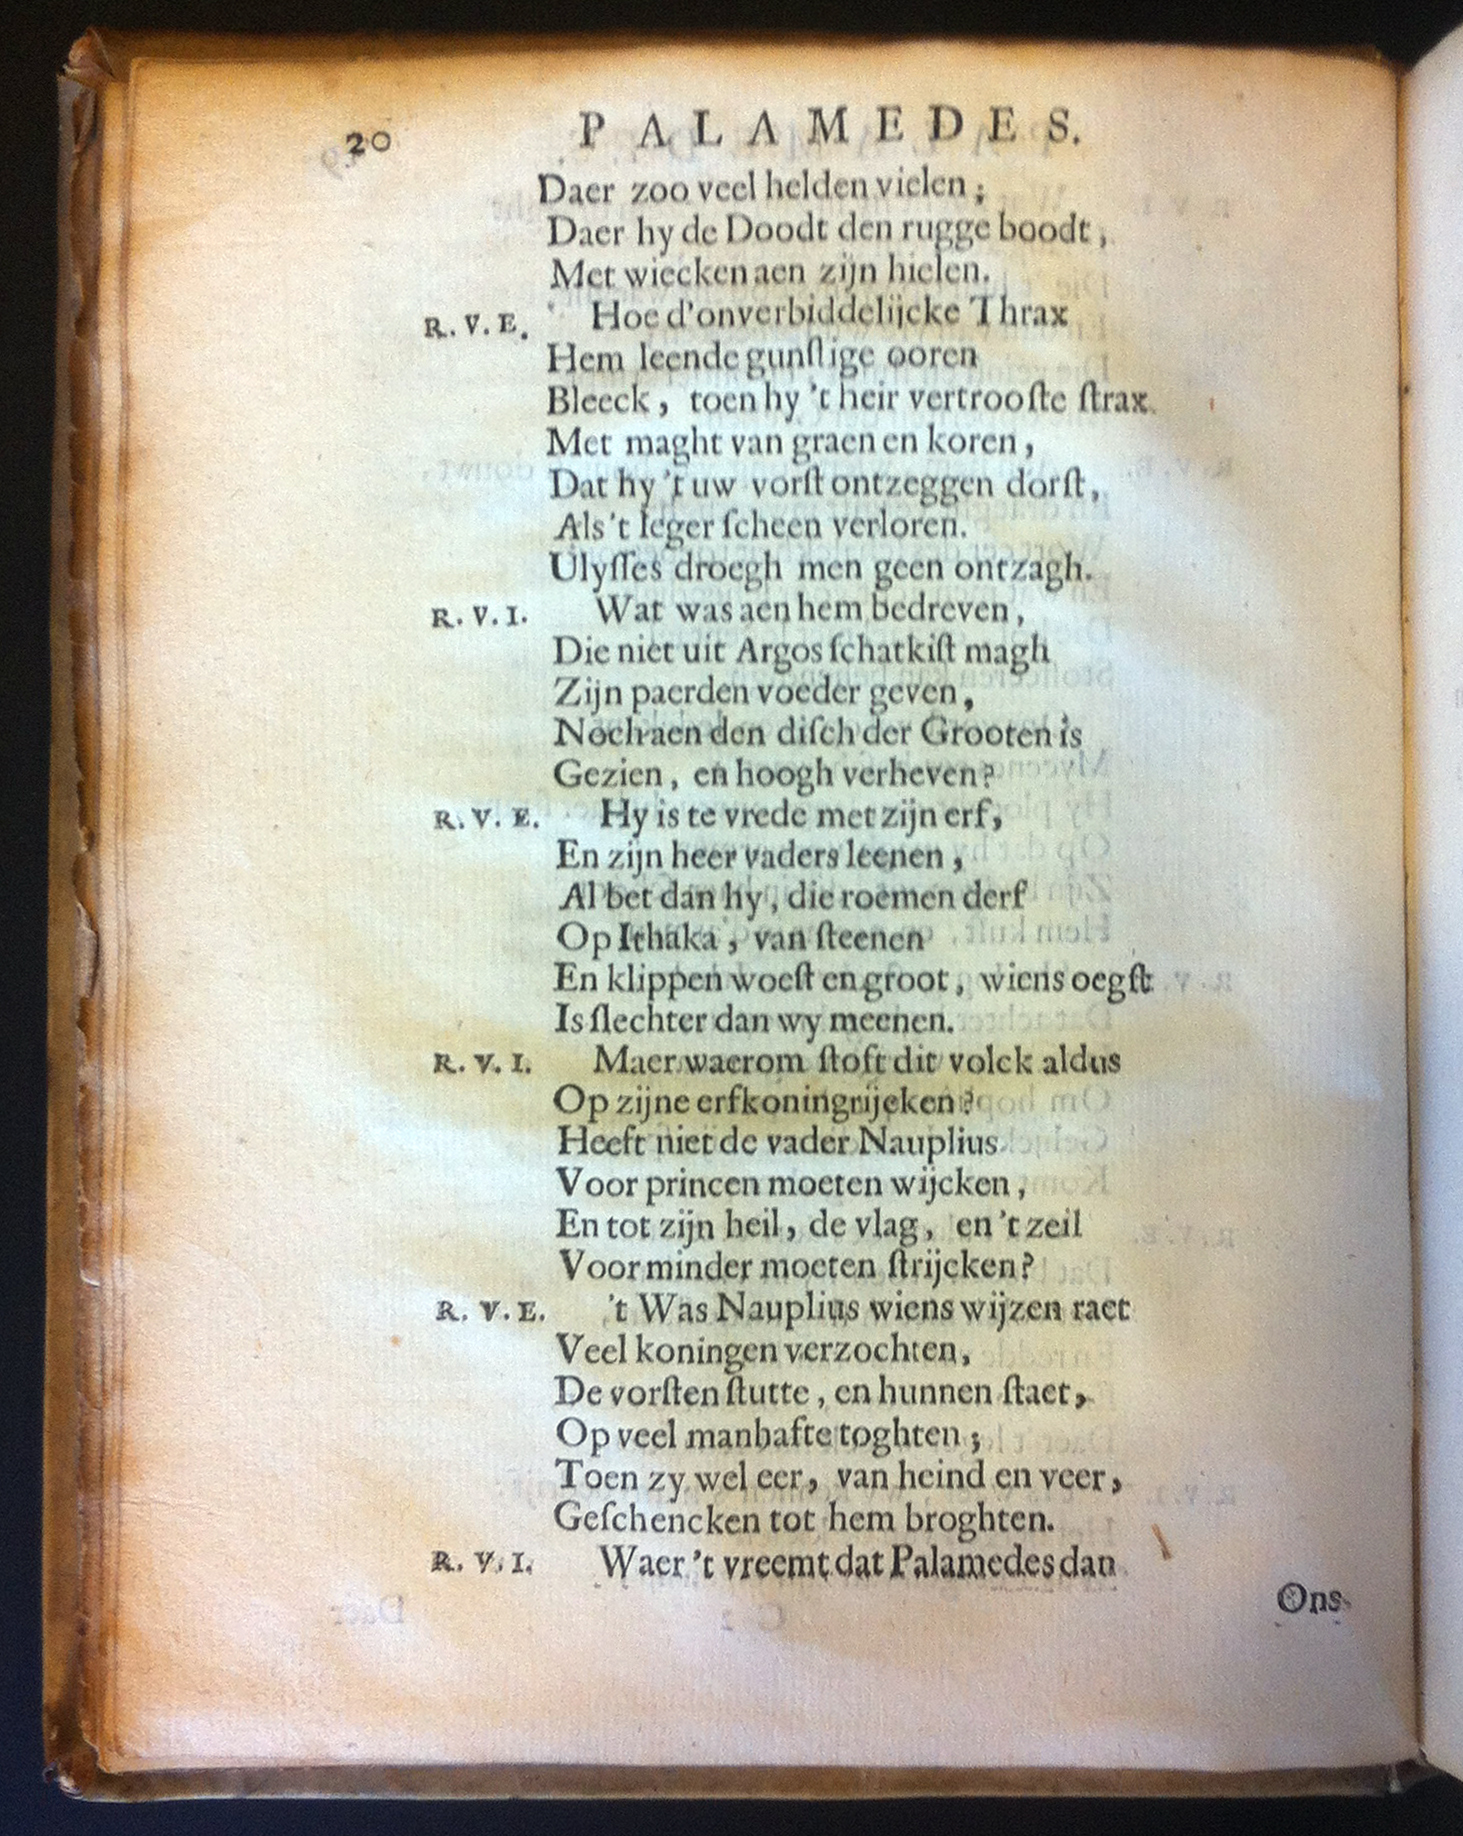 20 PALAMEDES.
Daer zoo veel helden vielen;
Daer hy de Doodt den rugge boodt,
Met wiecken aen zijn hielen.
R. V. E. Hoe d'onverbiddelijcke Thrax
Hem leende gunſtige ooren
Bleeck, toen hy 't heir vertrooſte ſtrax
Met maght van graen en koren,
Dat hy 't uw vorſt ontzeggen dorſt,
Als 't leger ſcheen verloren.
Ulyſſes droegh men geen ontzagh.
R. V. I. Wat was aen hem bedreven,
Die niet uit Argos ſchatkiſt magh
Zijn paerden voeder geven,
Noch aen den diſch der Grooten is
Gezien, en hoogh verheven?
R. V. E. Hy is te vrede met zijn erf,
En zijn heer vaders leenen,
Al bet dan hy, die roemen derf
Op Ithaka, van ſteenen
En klippen woeſt en groot, wiens oegſt
Is ſlechter dan wy meenen.
R. V. I. Maer waerom ſtoft dit volck aldus
Op zijne erfkoningrijcken?
Heeft niet de vader Nauplius
Voor princen moeten wijcken,
En tot zijn heil, de vlag, en 't zeil
Voor minder moeten ſtrijcken?
R. V. E. 't Was Nauplius wiens wijzen raet
Veel koningen verzochten,
De vorſten ſtutte, en hunnen ſtaet,
Op veel manhafte toghten;
Toen zy wel eer, van heind en veer,
Geſchencken tot hem broghten.
R. V. I. Waer 't vreemt dat Palamedes dan
Ons